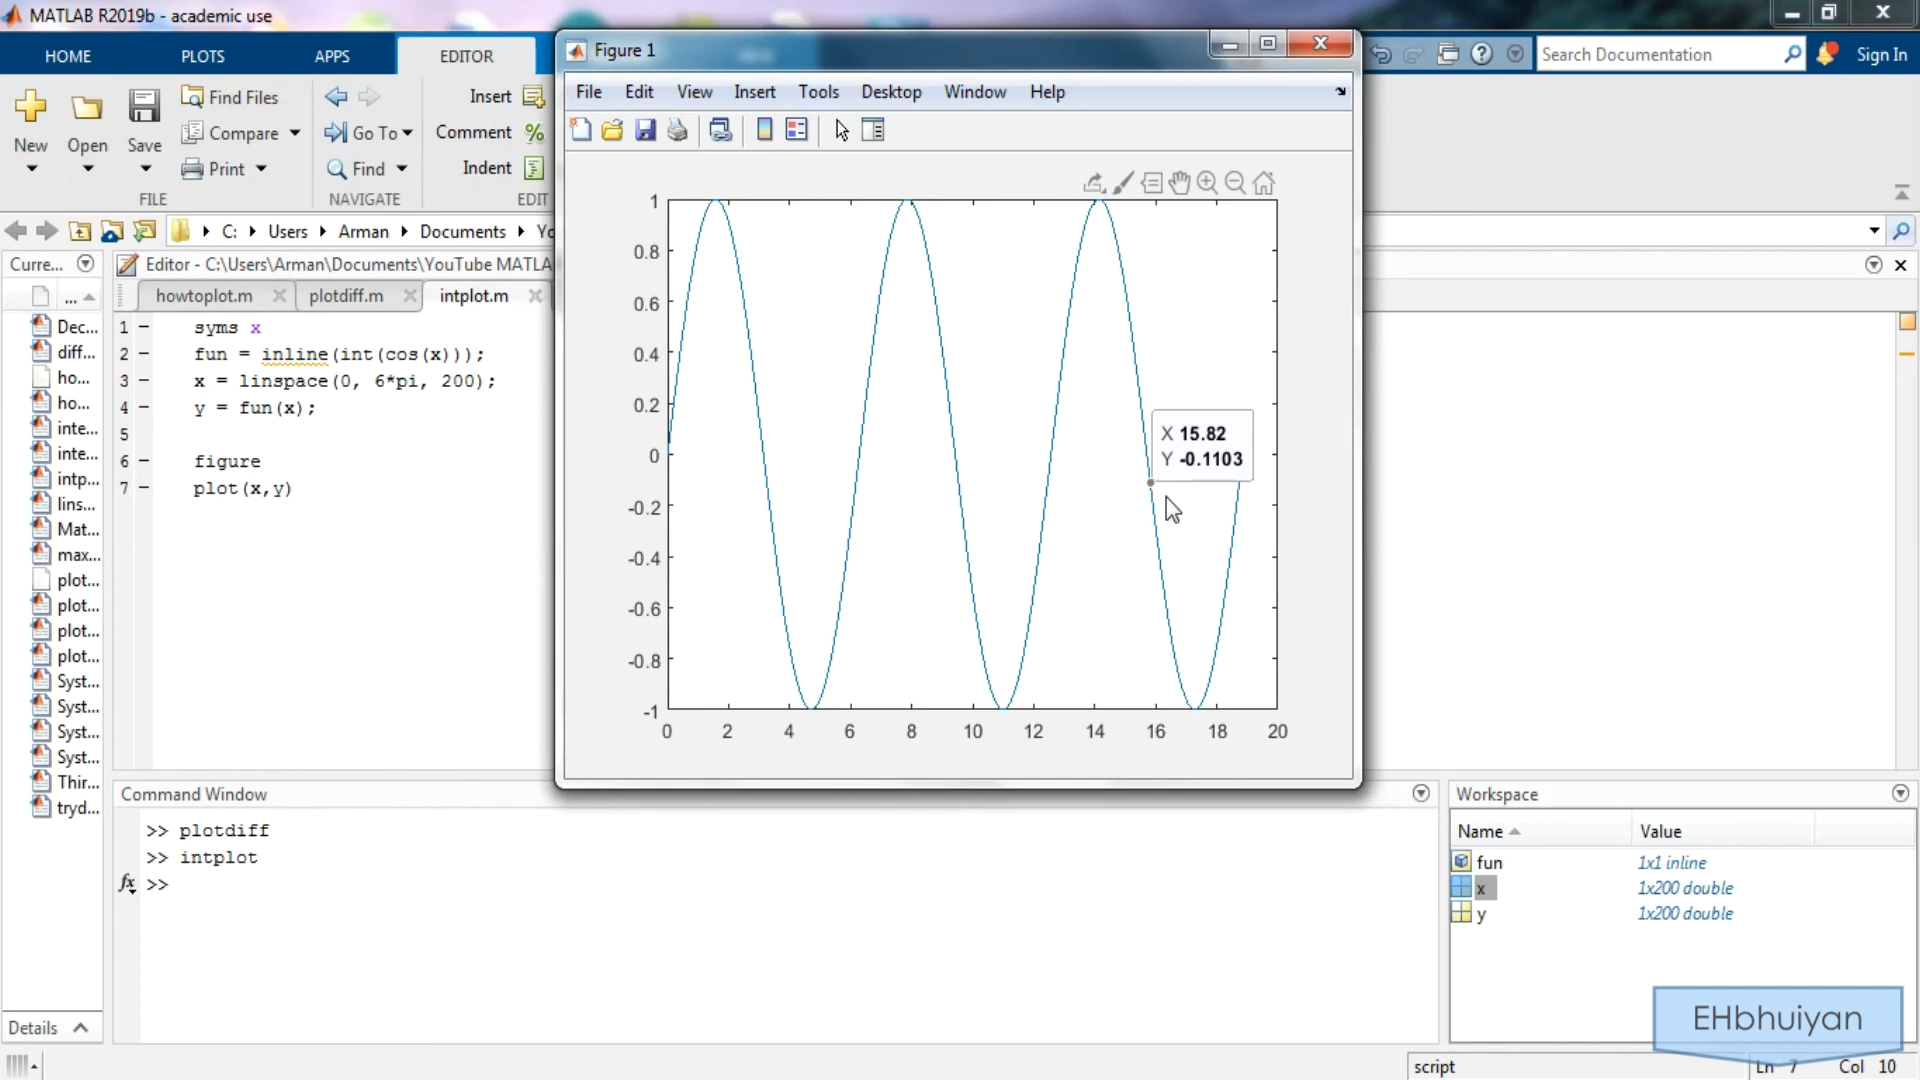 MATLAB R2019b - academic use
HOME PLOTS APPS EDITOR
Search Documentation
Sign In
New
Open
Save
Find Files
Compare
Print
FILE
Go To
Find
NAVIGATE
Insert
Comment
Indent
EDIT
C: Users Arman Documents Yo
Curre...
Editor - C:\Users\Arman\Documents\YouTube MATLA
howtoplot.m plotdiff.m intplot.m
...
Dec...
diff...
ho...
ho...
inte...
inte...
intp...
lins...
Mat...
max...
plot...
plot...
plot...
plot...
Syst...
Syst...
Syst...
Syst...
Thir...
tryd...
Details
1 – syms x
2 – fun = inline(int(cos(x)));
3 – x = linspace(0, 6*pi, 200);
4 – y = fun(x);
5
6 – figure
7 – plot(x,y)
Figure 1
File Edit View Insert Tools Desktop Window Help
1
0.8
0.6
0.4
0.2
0
-0.2
-0.4
-0.6
-0.8
-1
0 2 4 6 8 10 12 14 16 18 20
X 15.82
Y -0.1103
Command Window
>> plotdiff
>> intplot
fx >>
Workspace
Name Value
fun 1x1 inline
x 1x200 double
y 1x200 double
EHbhuiyan
script Ln 7 Col 10